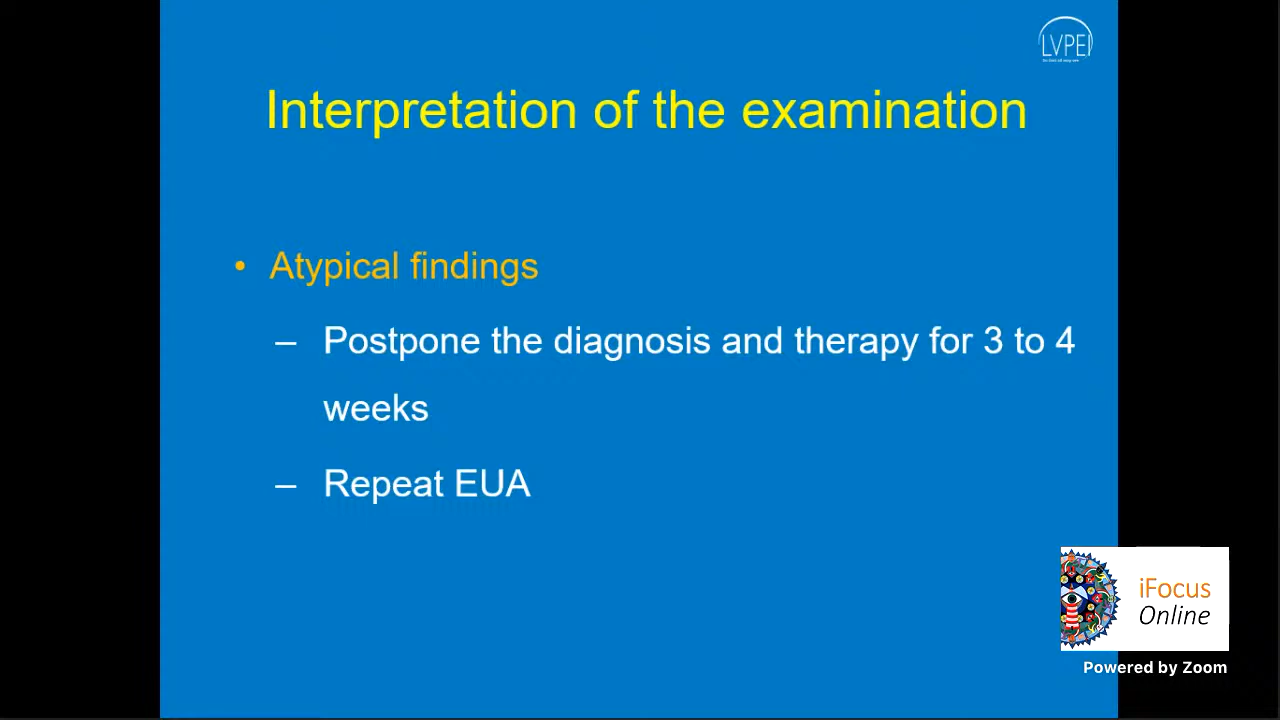 LVPEI
Interpretation of the examination
• Atypical findings
– Postpone the diagnosis and therapy for 3 to 4
weeks
– Repeat EUA
iFocus
Online
Powered by Zoom